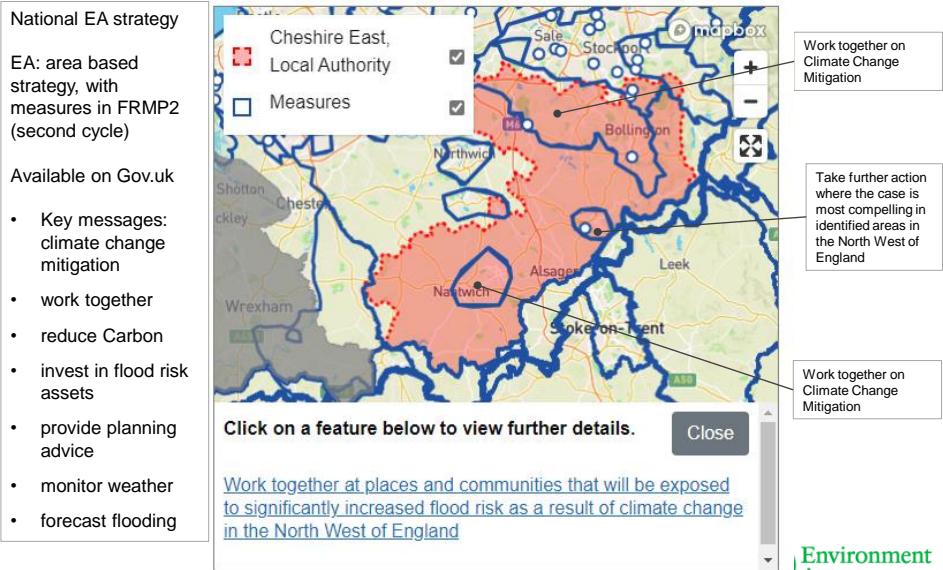 National EA strategy
EA: area based
strategy, with
measures in FRMP2
(second cycle)
Available on Gov.uk
• Key messages:
climate change
mitigation
• work together
• reduce Carbon
• invest in flood risk
assets
• provide planning
advice
• monitor weather
• forecast flooding
Cheshire East,
Local Authority
Measures
mapbox
+
−
Sale
Stockport
M6
Bollington
Northwich
Shotton
Chester
ckley
Wrexham
Nantwich
Alsager
Leek
Stoke-on-Trent
A50
Click on a feature below to view further details.
Close
Work together at places and communities that will be exposed
to significantly increased flood risk as a result of climate change
in the North West of England
Work together on
Climate Change
Mitigation
Take further action
where the case is
most compelling in
identified areas in
the North West of
England
Work together on
Climate Change
Mitigation
Environment